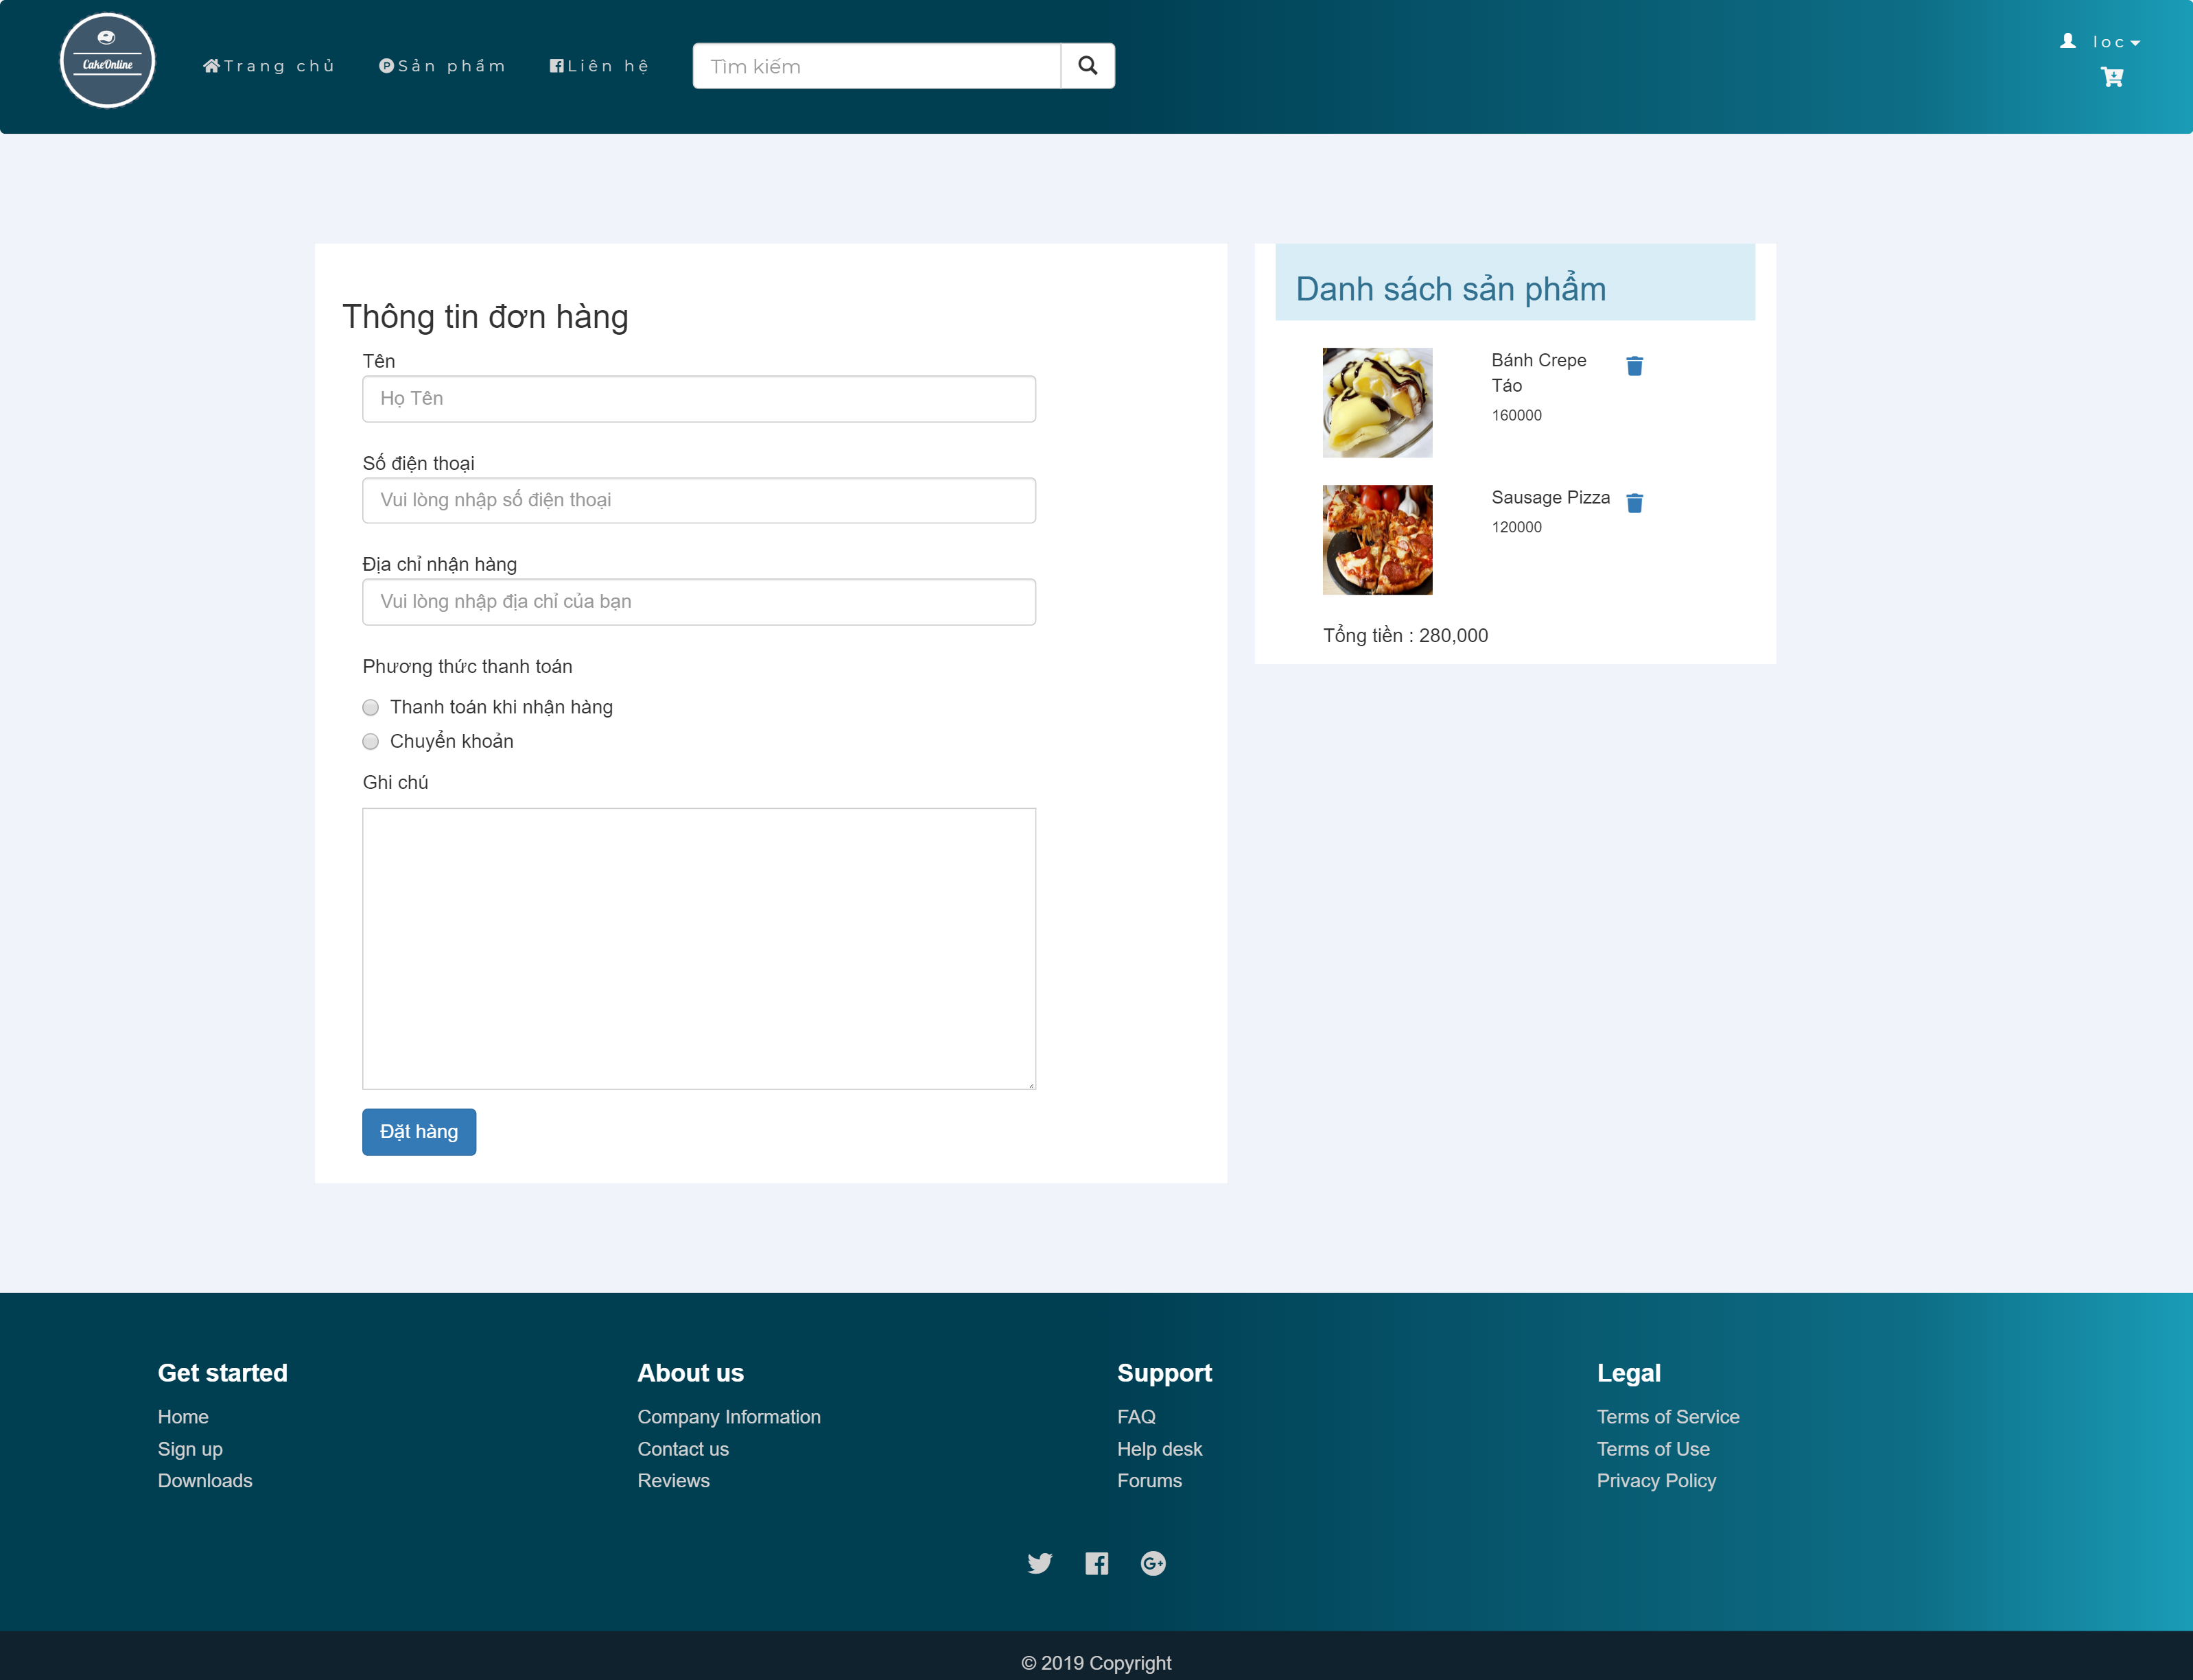 CakeOnline
Trang chủ
Sản phẩm
Liên hệ
Tìm kiếm
loc
Thông tin đơn hàng
Tên
Họ Tên
Số điện thoại
Vui lòng nhập số điện thoại
Địa chỉ nhận hàng
Vui lòng nhập địa chỉ của bạn
Phương thức thanh toán
Thanh toán khi nhận hàng
Chuyển khoản
Ghi chú
Đặt hàng
Danh sách sản phẩm
Bánh Crepe
Táo
160000
Sausage Pizza
120000
Tổng tiền : 280,000
Get started
Home
Sign up
Downloads
About us
Company Information
Contact us
Reviews
Support
FAQ
Help desk
Forums
Legal
Terms of Service
Terms of Use
Privacy Policy
© 2019 Copyright